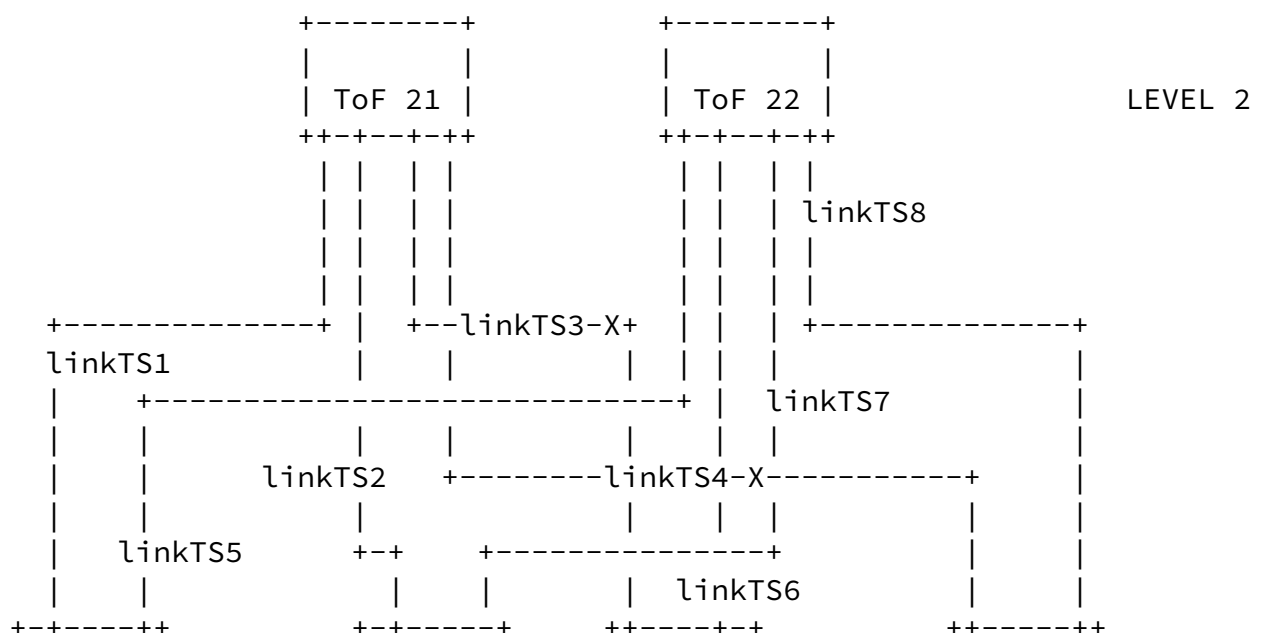 ToF 21 ToF 22 LEVEL 2
linkTS8
linkTS3-X
linkTS1
linkTS7
linkTS2 linkTS4-X
linkTS5
linkTS6